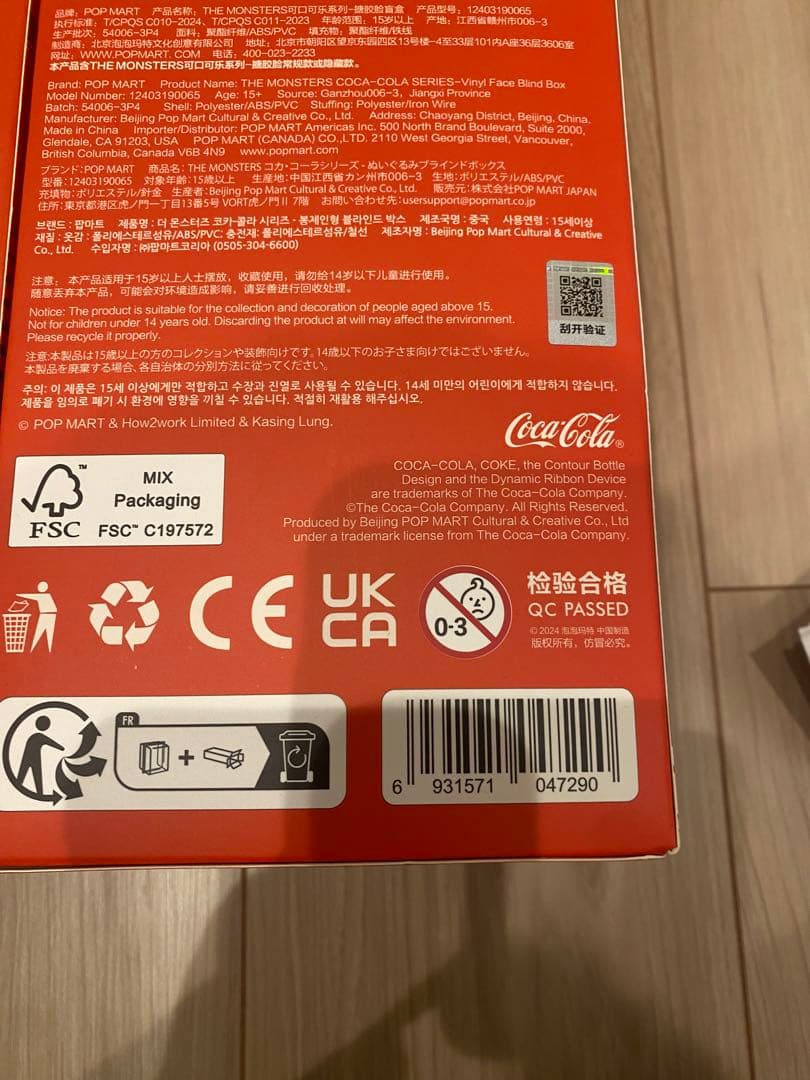 品牌：POP MART 产品名称：THE MONSTERS可口可乐系列-搪胶脸盲盒 产品型号：12403190065
执行标准：T/CPQS C010-2024、T/CPQS C011-2023 年龄范围：15岁以上 产地：江西省赣州市006-3
生产批次：54006-3P4 面料：聚酯纤维/ABS/PVC 填充物：聚酯纤维/铁线
制造商：北京泡泡玛特文化创意有限公司 地址：北京市朝阳区望京东园四区13号楼-4至33层101内A座36层3606室
网址：WWW.POPMART.COM 电话：400-023-2233
本产品含THE MONSTERS可口可乐系列-搪胶脸常规款或隐藏款。
Brand: POP MART Product Name: THE MONSTERS COCA-COLA SERIES-Vinyl Face Blind Box
Model Number: 12403190065 Age: 15+ Source: Ganzhou006-3, Jiangxi Province
Batch: 54006-3P4 Shell: Polyester/ABS/PVC Stuffing: Polyester/Iron Wire
Manufacturer: Beijing Pop Mart Cultural & Creative Co., Ltd. Address: Chaoyang District, Beijing, China.
Made in China Importer/Distributor: POP MART Americas Inc. 500 North Brand Boulevard, Suite 2000,
Glendale, CA 91203, USA POP MART (CANADA) CO.,LTD. 2110 West Georgia Street, Vancouver,
British Columbia, Canada V6B 4N9 www.popmart.com
ブランド：POP MART 商品名：THE MONSTERS コカ・コーラシリーズ - ぬいぐるみブラインドボックス
型番：12403190065 対象年齢：15歳以上 生産地：中国江西省カン州市006-3 生地：ポリエステル/ABS/PVC
充填物：ポリエステル/針金 生産者：Beijing Pop Mart Cultural & Creative Co., Ltd. 販売元：株式会社POP MART JAPAN
住所：東京都港区虎ノ門一丁目13番5号 VORT虎ノ門Ⅱ 7階 お問い合わせ先：usersupport@popmart.co.jp
브랜드 : 팝마트 제품명 : 더 몬스터즈 코카-콜라 시리즈 - 봉제인형 블라인드 박스 제조국명 : 중국 사용연령 : 15세이상
재질 : 옷감 : 폴리에스테르섬유/ABS/PVC; 충전재: 폴리에스테르섬유/철선 제조자명 : Beijing Pop Mart Cultural & Creative
Co., Ltd. 수입자명 : ㈜팝마트코리아 (0505-304-6600)
注意：本产品适用于15岁以上人士摆放，收藏使用，请勿给14岁以下儿童进行使用。
随意丢弃本产品，可能会对环境造成影响，请妥善进行回收处理。
Notice: The product is suitable for the collection and decoration of people aged above 15.
Not for children under 14 years old. Discarding the product at will may affect the environment.
Please recycle it properly.
刮开验证
注意:本製品は15歳以上の方のコレクションや装飾向けです。14歳以下のお子さま向けではございません。
本製品を廃棄する場合、各自治体の分別方法に従ってください。
주의: 이 제품은 15세 이상에게만 적합하고 수장과 진열로 사용될 수 있습니다. 14세 미만의 어린이에게 적합하지 않습니다.
제품을 임의로 폐기 시 환경에 영향을 끼칠 수 있습니다. 적절히 재활용 해주십시오.
© POP MART & How2work Limited & Kasing Lung.
Coca-Cola®
COCA-COLA, COKE, the Contour Bottle
Design and the Dynamic Ribbon Device
are trademarks of The Coca-Cola Company.
©The Coca-Cola Company. All Rights Reserved.
Produced by Beijing POP MART Cultural & Creative Co., Ltd
under a trademark license from The Coca-Cola Company.
™
FSC
MIX
Packaging
FSC™ C197572
CE
UK
CA
0-3
检验合格
QC PASSED
© 2024 泡泡玛特 中国制造
版权所有，仿冒必究。
FR
6 931571 047290